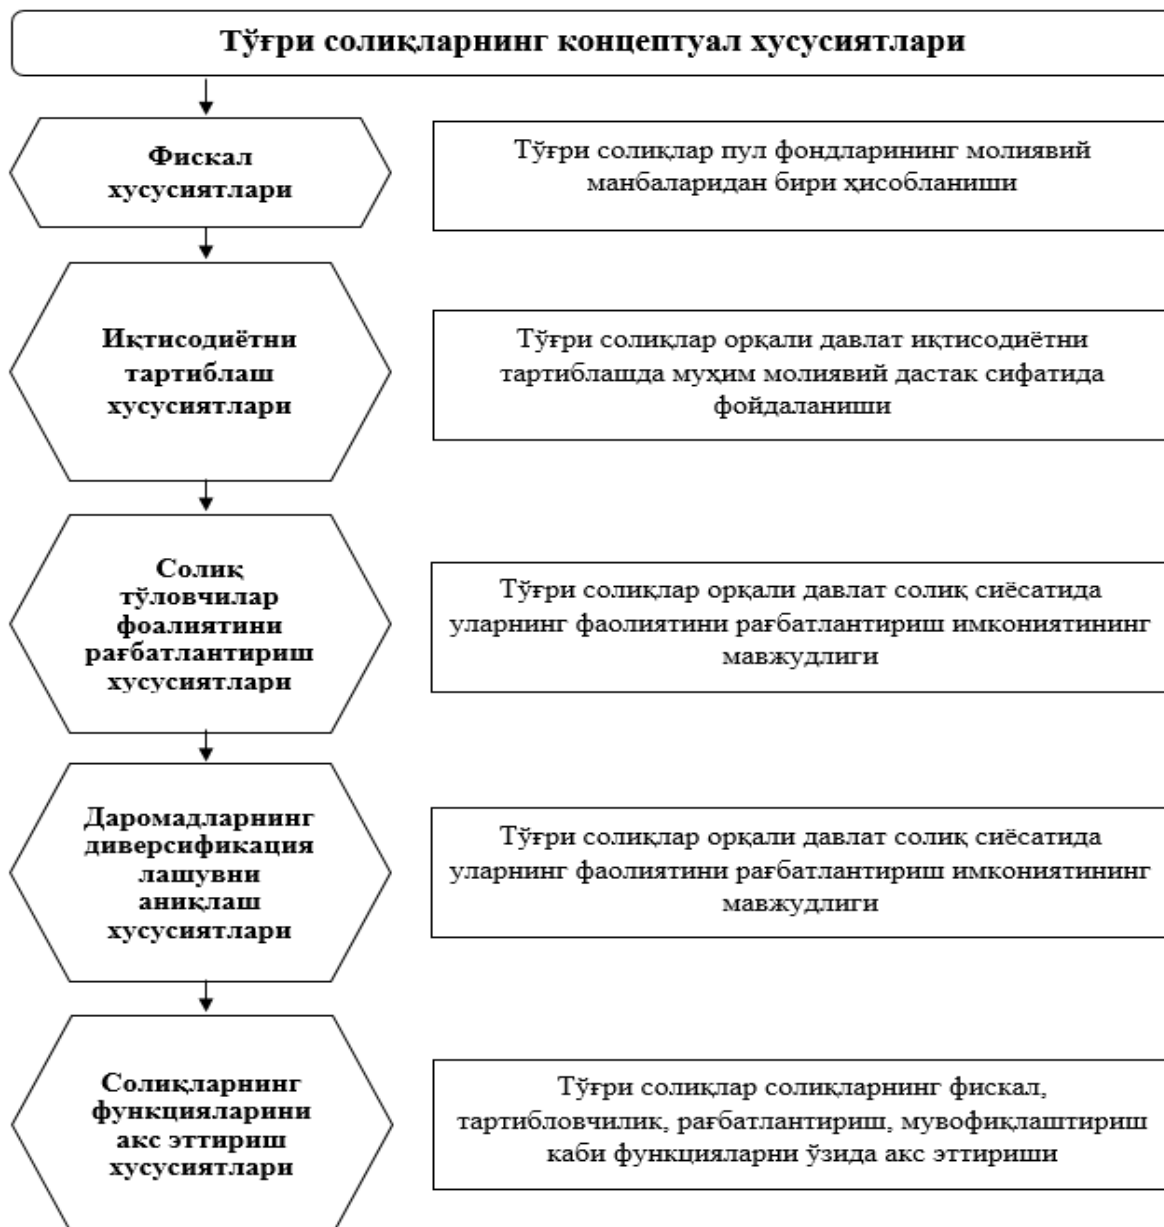 Тўғри солиқларнинг концептуал хусусиятлари
Фискал
хусусиятлари
Тўғри солиқлар пул фондларининг молиявий
манбаларидан бири ҳисобланиши
Иқтисодиётни
тартиблаш
хусусиятлари
Тўғри солиқлар орқали давлат иқтисодиётни
тартиблашда муҳим молиявий дастак сифатида
фойдаланиши
Солиқ
тўловчилар
фоалиятини
рағбатлантириш
хусусиятлари
Тўғри солиқлар орқали давлат солиқ сиёсатида
уларнинг фаолиятини рағбатлантириш имкониятининг
мавжудлиги
Даромадларнинг
диверсификация
лашувни
аниқлаш
хусусиятлари
Тўғри солиқлар орқали давлат солиқ сиёсатида
уларнинг фаолиятини рағбатлантириш имкониятининг
мавжудлиги
Солиқларнинг
функцияларини
акс эттириш
хусусиятлари
Тўғри солиқлар солиқларнинг фискал,
тартибловчилик, рағбатлантириш, мувофиқлаштириш
каби функцияларни ўзида акс эттириши